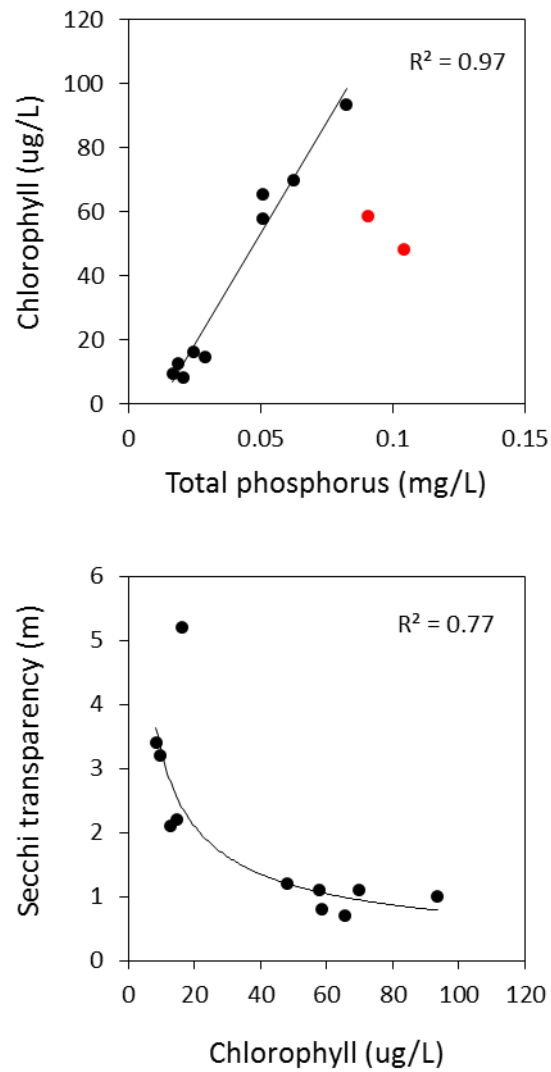 120
R² = 0.97
100
80
60
40
20
0
0 0.05 0.1 0.15
Chlorophyll (ug/L)
Total phosphorus (mg/L)
6
R² = 0.77
5
4
3
2
1
0
0 20 40 60 80 100 120
Secchi transparency (m)
Chlorophyll (ug/L)